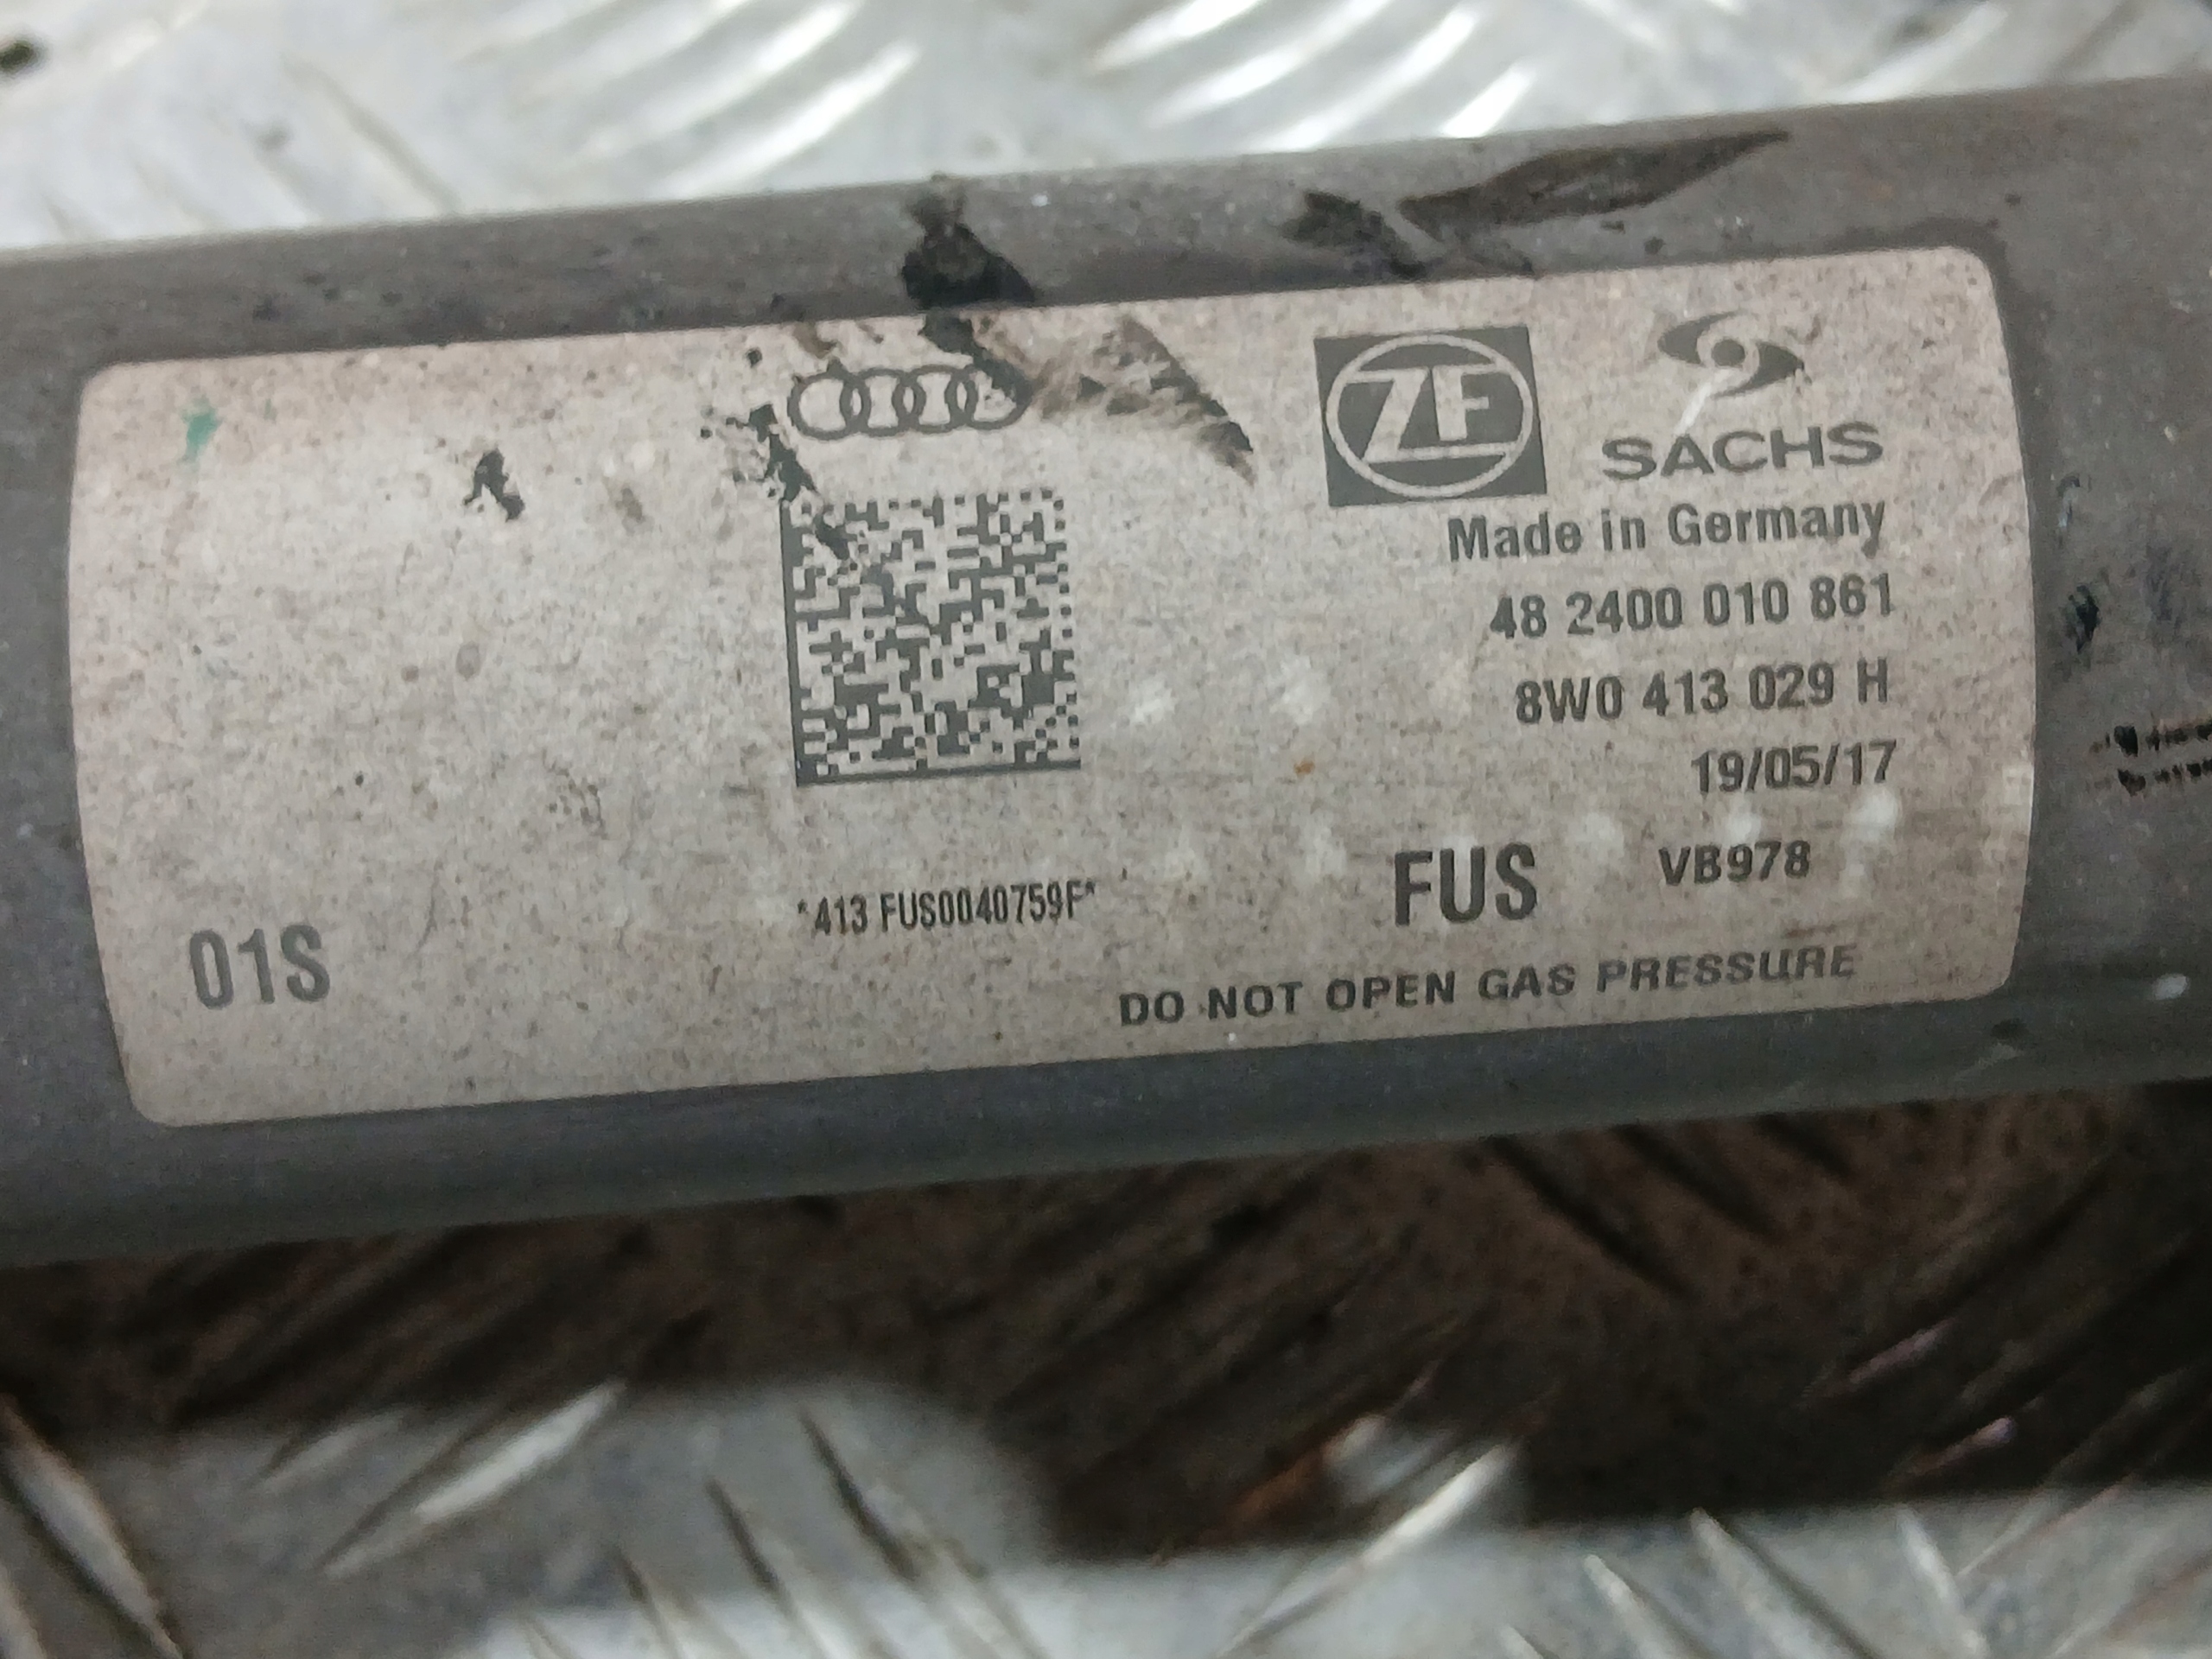 ZF
SACHS
Made in Germany
48 2400 010 861
8W0 413 029 H
19/05/17
FUS VB978
*413 FUS0040759F*
01S
DO NOT OPEN GAS PRESSURE